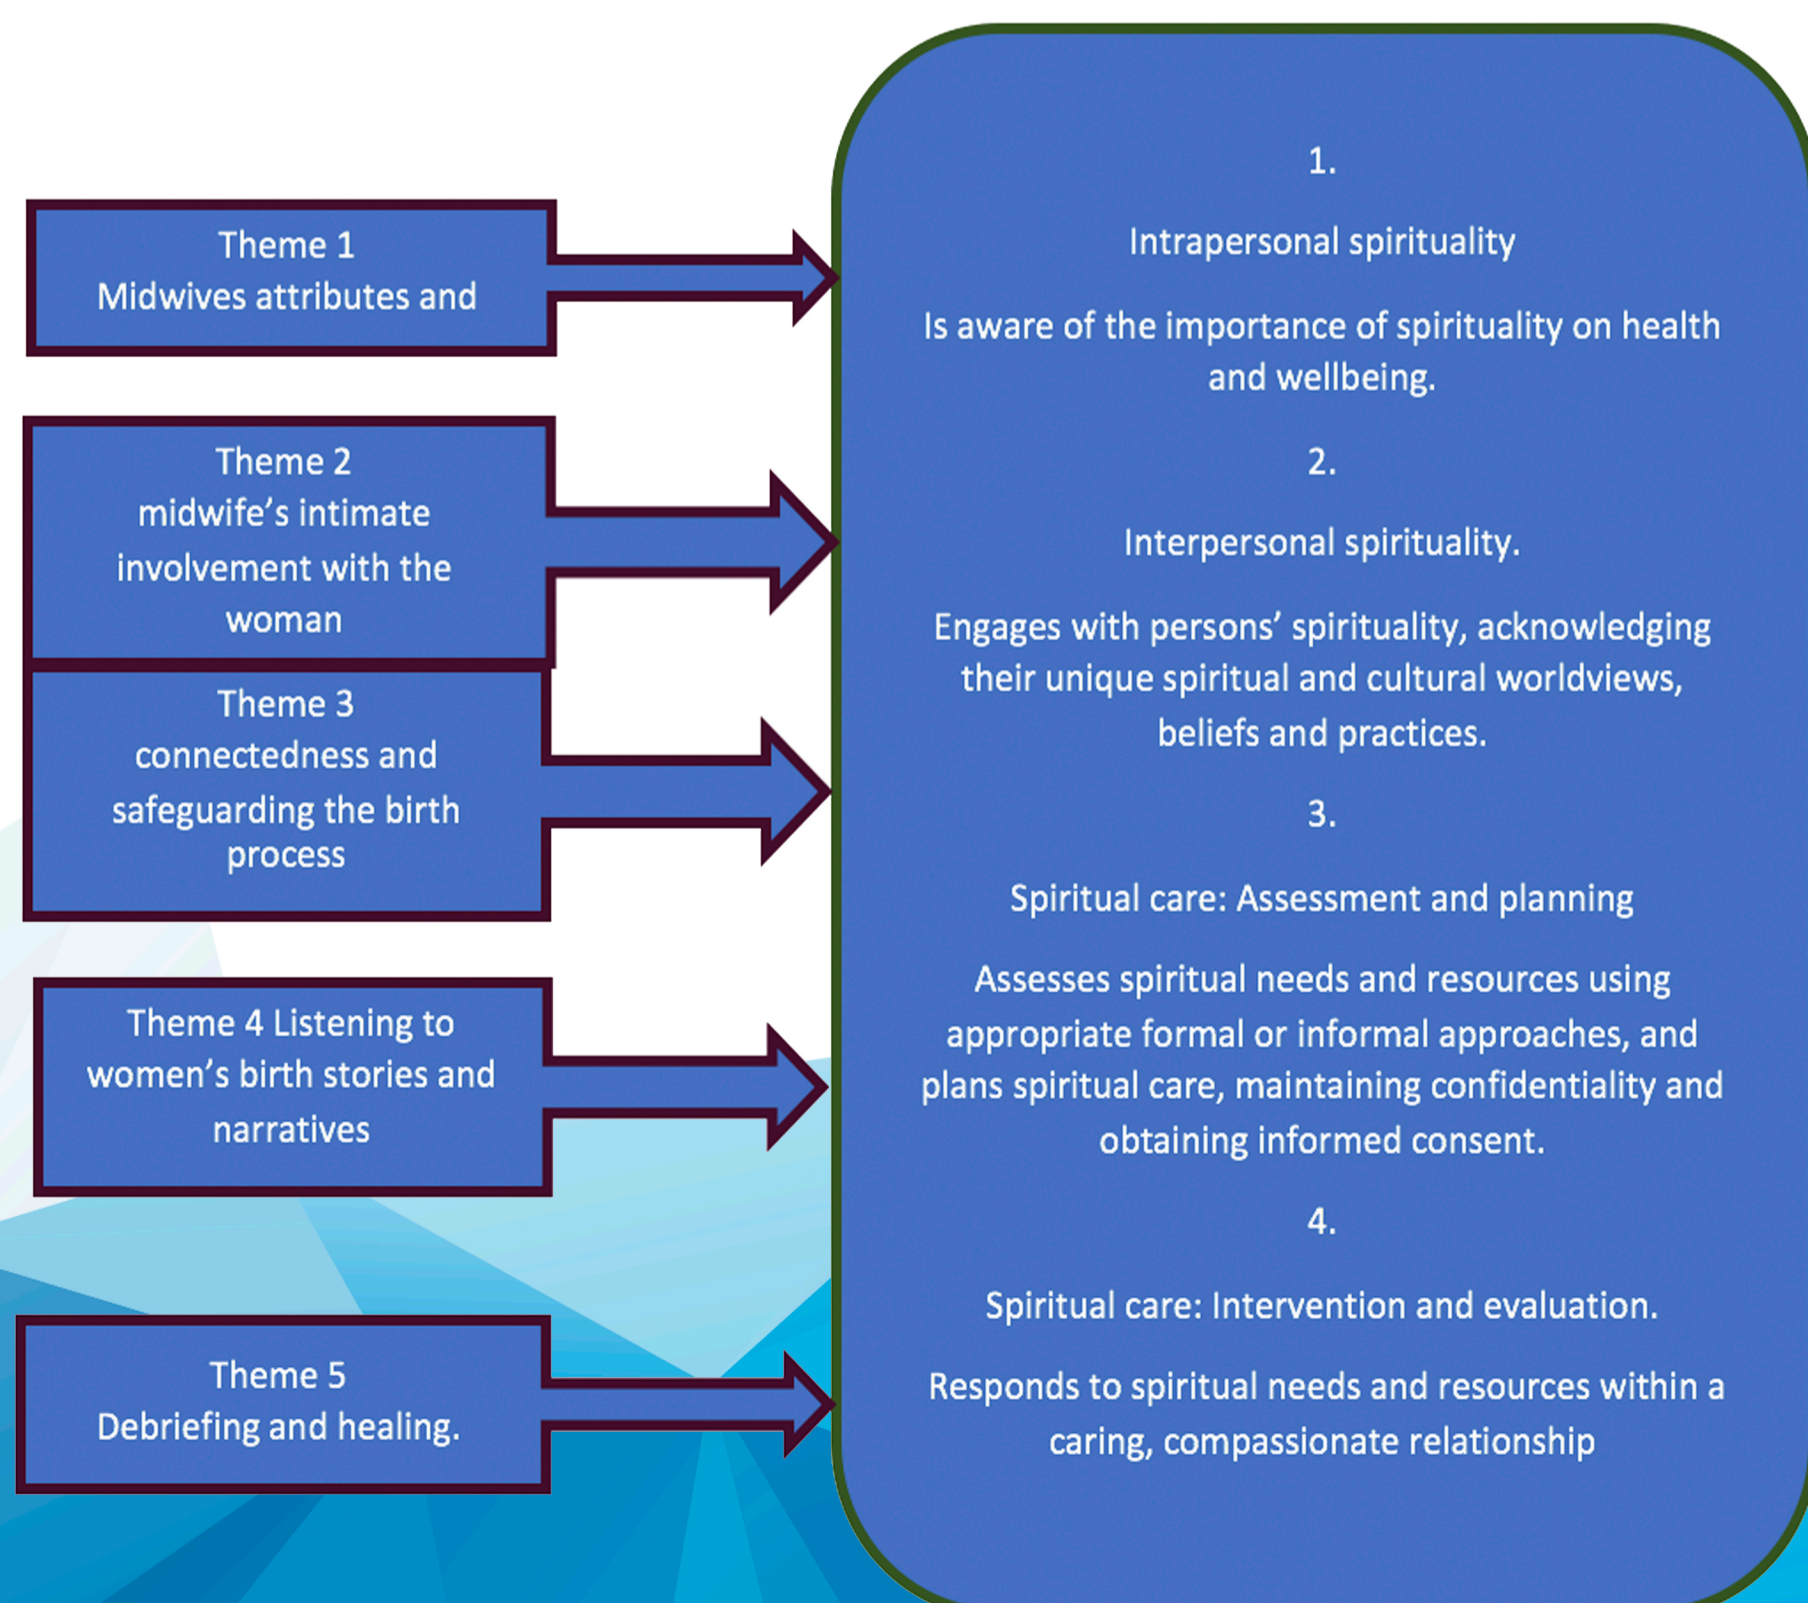 Theme 1
Midwives attributes and
Theme 2
midwife’s intimate
involvement with the
woman
Theme 3
connectedness and
safeguarding the birth
process
Theme 4 Listening to
women’s birth stories and
narratives
Theme 5
Debriefing and healing.
1.
Intrapersonal spirituality
Is aware of the importance of spirituality on health
and wellbeing.
2.
Interpersonal spirituality.
Engages with persons’ spirituality, acknowledging
their unique spiritual and cultural worldviews,
beliefs and practices.
3.
Spiritual care: Assessment and planning
Assesses spiritual needs and resources using
appropriate formal or informal approaches, and
plans spiritual care, maintaining confidentiality and
obtaining informed consent.
4.
Spiritual care: Intervention and evaluation.
Responds to spiritual needs and resources within a
caring, compassionate relationship